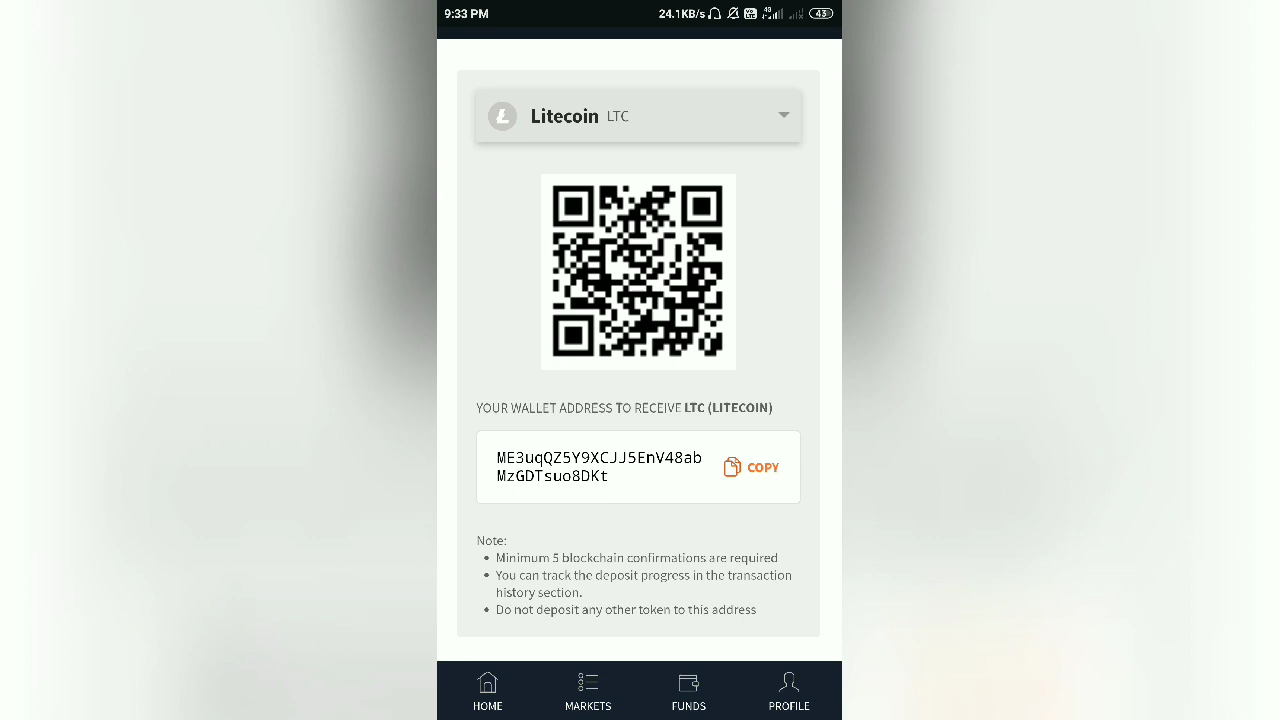 9:33 PM 24.1KB/s 4G 43
Litecoin LTC
YOUR WALLET ADDRESS TO RECEIVE LTC (LITECOIN)
ME3uqQZ5Y9XCJJ5EnV48ab
MzGDTsuo8DKt
COPY
Note:
• Minimum 5 blockchain confirmations are required
• You can track the deposit progress in the transaction
history section.
• Do not deposit any other token to this address
HOME MARKETS FUNDS PROFILE